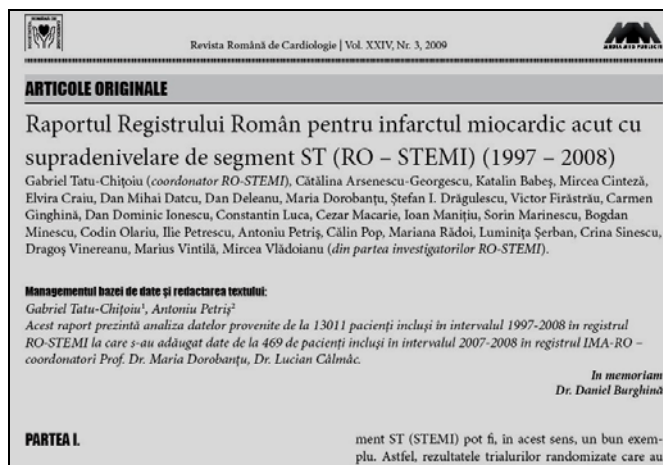 Revista Română de Cardiologie | Vol. XXIV, Nr. 3, 2009
ARTICOLE ORIGINALE
Raportul Registrului Român pentru infarctul miocardic acut cu
supradenivelare de segment ST (RO – STEMI) (1997 – 2008)
Gabriel Tatu-Chițoiu (coordonator RO-STEMI), Cătălina Arsenescu-Georgescu, Katalin Babeș, Mircea Cinteză,
Elvira Craiu, Dan Mihai Datcu, Dan Deleanu, Maria Dorobanțu, Ștefan I. Drăgulescu, Victor Firăstrău, Carmen
Ginghină, Dan Dominic Ionescu, Constantin Luca, Cezar Macarie, Ioan Manițiu, Sorin Marinescu, Bogdan
Minescu, Codin Olariu, Ilie Petrescu, Antoniu Petriș, Călin Pop, Mariana Rădoi, Luminița Șerban, Crina Sinescu,
Dragoș Vinereanu, Marius Vintilă, Mircea Vlădoianu (din partea investigatorilor RO-STEMI).
Managementul bazei de date și redactarea textului:
Gabriel Tatu-Chițoiu¹, Antoniu Petriș²
Acest raport prezintă analiza datelor provenite de la 13011 pacienți incluși în intervalul 1997-2008 în registrul
RO-STEMI la care s-au adăugat date de la 469 de pacienți incluși în intervalul 2007-2008 în registrul IMA-RO –
coordonatori Prof. Dr. Maria Dorobanțu, Dr. Lucian Câlmâc.
In memoriam
Dr. Daniel Burghină
PARTEA I.
ment ST (STEMI) pot fi, în acest sens, un bun exem-
plu. Astfel, rezultatele trialurilor randomizate care au